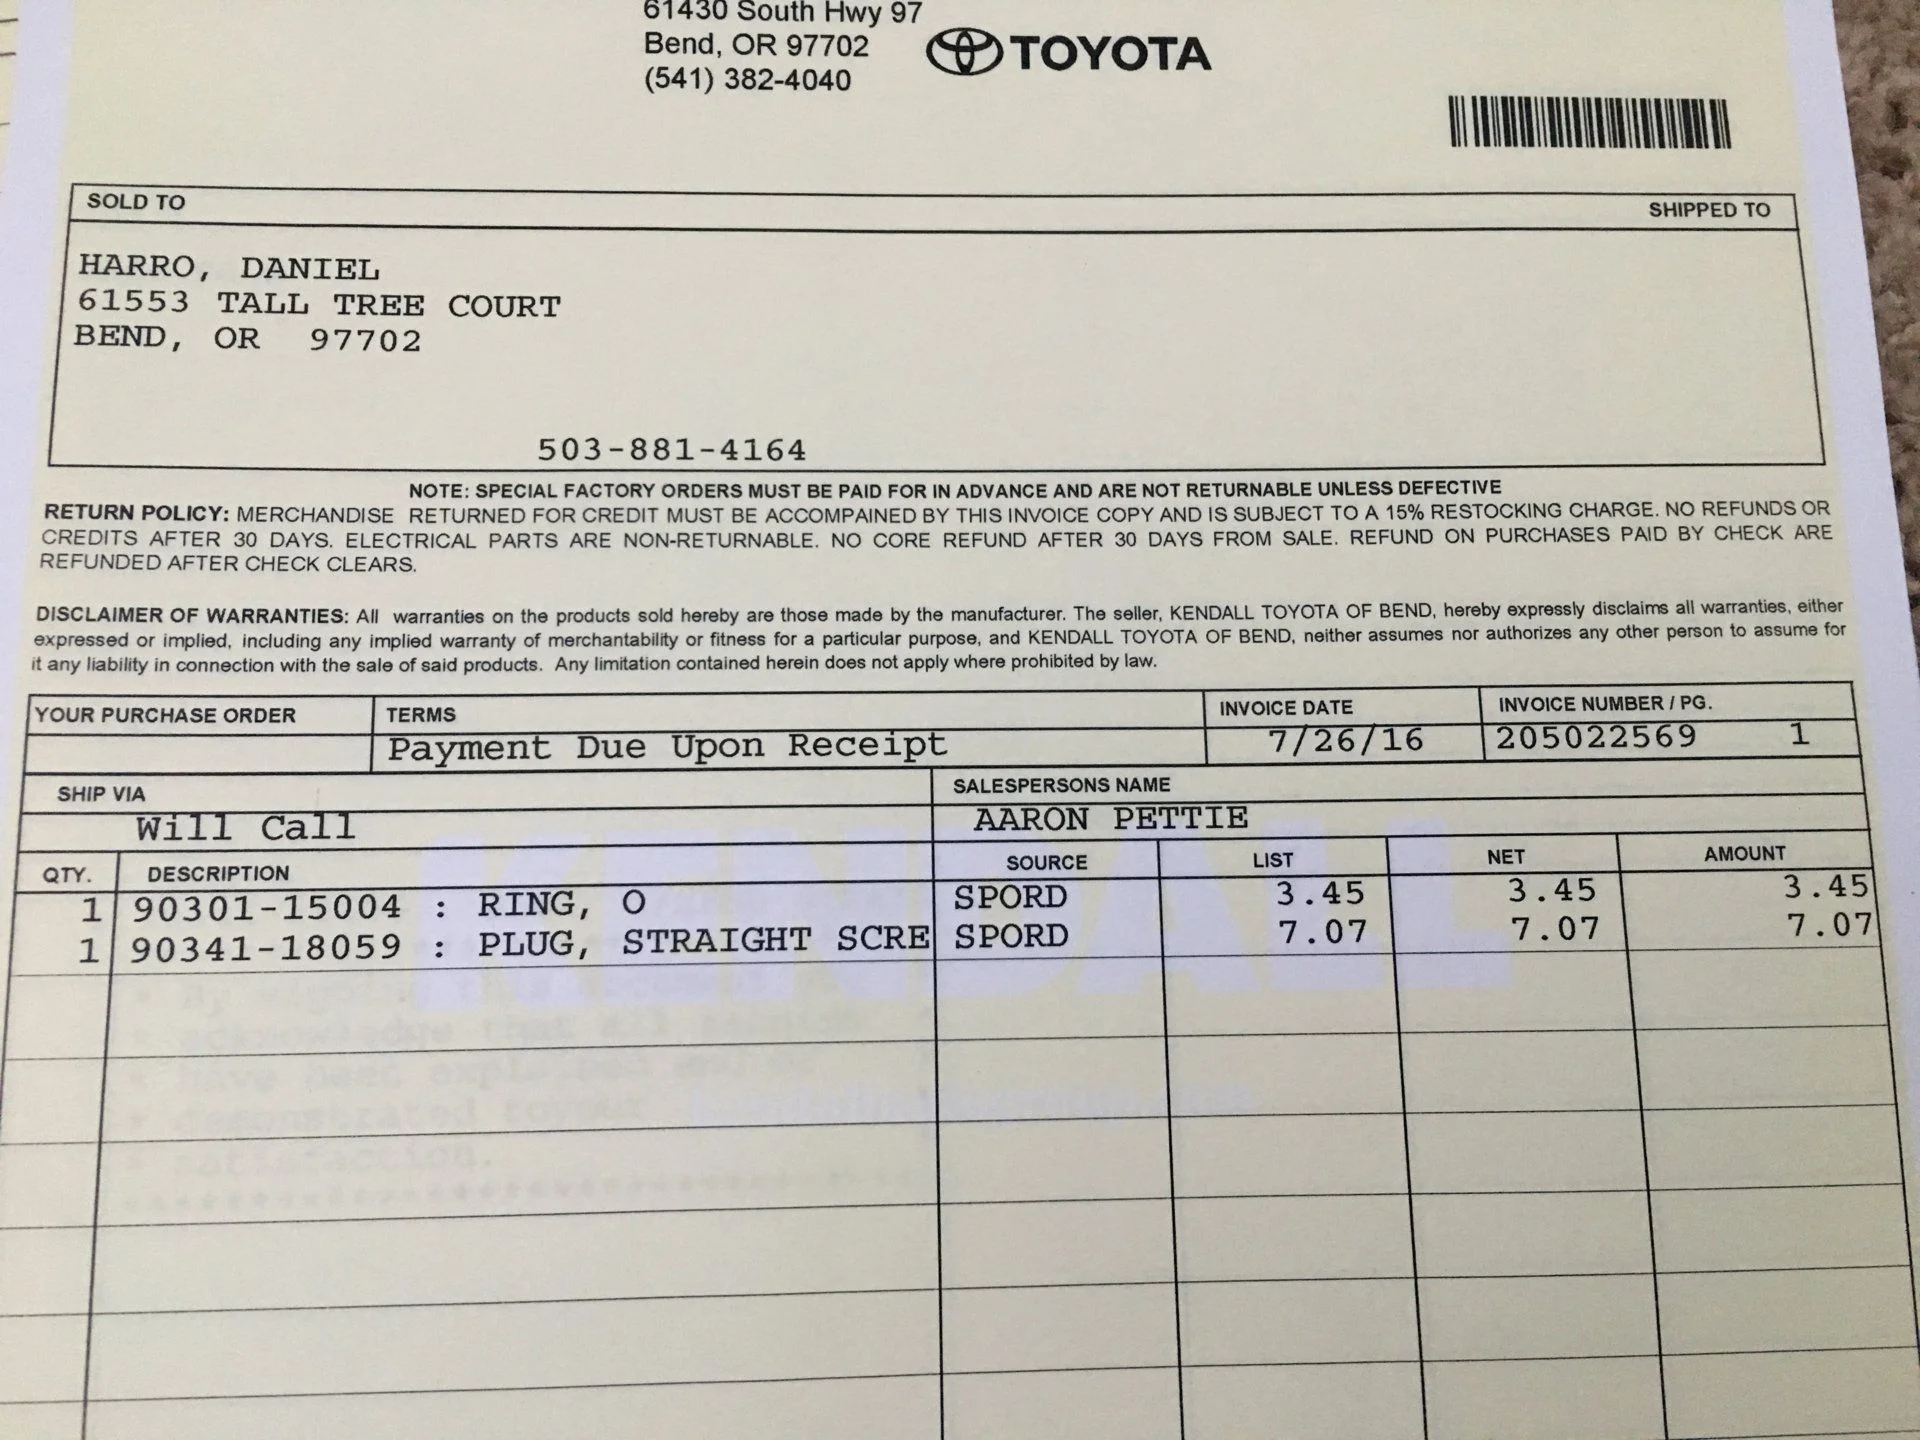 61430 South Hwy 97
Bend, OR 97702
(541) 382-4040
TOYOTA
SOLD TO
SHIPPED TO
HARRO, DANIEL
61553 TALL TREE COURT
BEND, OR 97702
503-881-4164
NOTE: SPECIAL FACTORY ORDERS MUST BE PAID FOR IN ADVANCE AND ARE NOT RETURNABLE UNLESS DEFECTIVE
RETURN POLICY: MERCHANDISE RETURNED FOR CREDIT MUST BE ACCOMPAINED BY THIS INVOICE COPY AND IS SUBJECT TO A 15% RESTOCKING CHARGE. NO REFUNDS OR
CREDITS AFTER 30 DAYS. ELECTRICAL PARTS ARE NON-RETURNABLE. NO CORE REFUND AFTER 30 DAYS FROM SALE. REFUND ON PURCHASES PAID BY CHECK ARE
REFUNDED AFTER CHECK CLEARS.
DISCLAIMER OF WARRANTIES: All warranties on the products sold hereby are those made by the manufacturer. The seller, KENDALL TOYOTA OF BEND, hereby expressly disclaims all warranties, either
expressed or implied, including any implied warranty of merchantability or fitness for a particular purpose, and KENDALL TOYOTA OF BEND, neither assumes nor authorizes any other person to assume for
it any liability in connection with the sale of said products. Any limitation contained herein does not apply where prohibited by law.
YOUR PURCHASE ORDER TERMS INVOICE DATE INVOICE NUMBER / PG.
Payment Due Upon Receipt 7/26/16 205022569 1
SHIP VIA SALESPERSONS NAME
Will Call AARON PETTIE
KENDALL
QTY. DESCRIPTION SOURCE LIST NET AMOUNT
1 90301-15004 : RING, O SPORD 3.45 3.45 3.45
1 90341-18059 : PLUG, STRAIGHT SCRE SPORD 7.07 7.07 7.07
* acknowledge that all
* have been explained
* demonstrated
* satisfaction.